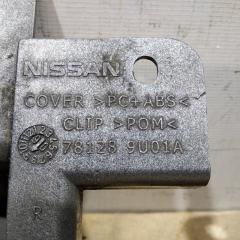 NISSAN
COVER >PC+ABS<
CLIP >POM<
78128 9U01A
R